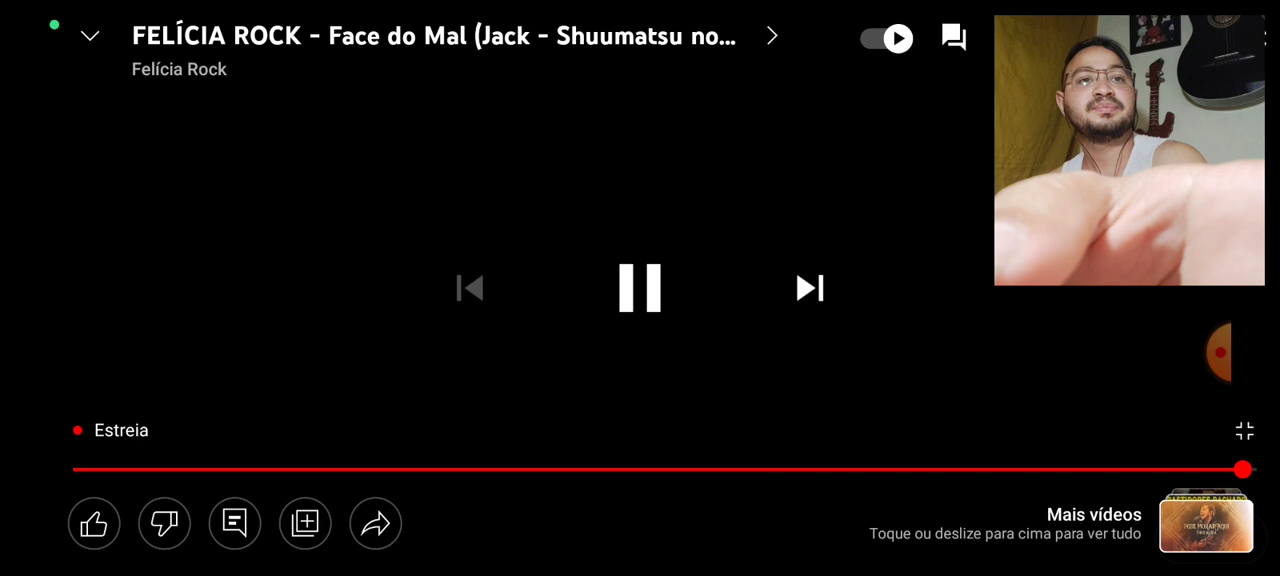 FELÍCIA ROCK - Face do Mal (Jack - Shuumatsu no...
Felícia Rock
Estreia
Mais vídeos
Toque ou deslize para cima para ver tudo